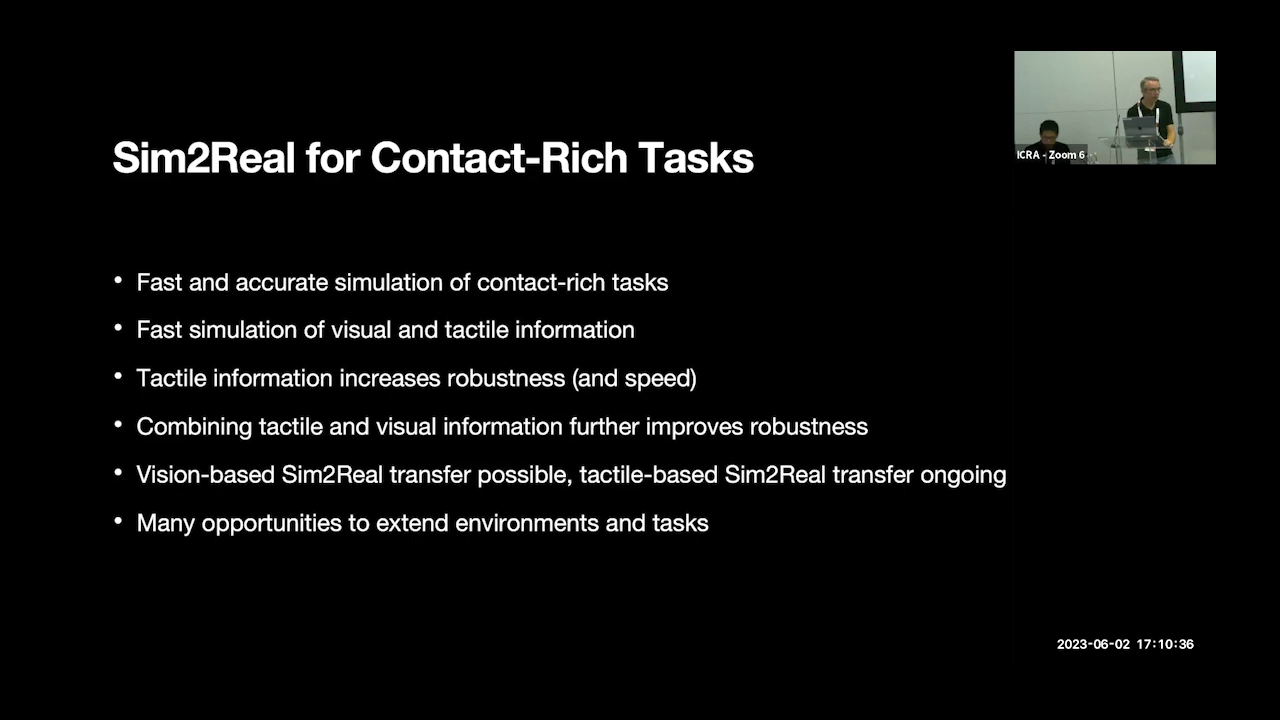 Sim2Real for Contact-Rich Tasks
• Fast and accurate simulation of contact-rich tasks
• Fast simulation of visual and tactile information
• Tactile information increases robustness (and speed)
• Combining tactile and visual information further improves robustness
• Vision-based Sim2Real transfer possible, tactile-based Sim2Real transfer ongoing
• Many opportunities to extend environments and tasks
ICRA - Zoom 6
2023-06-02 17:10:36